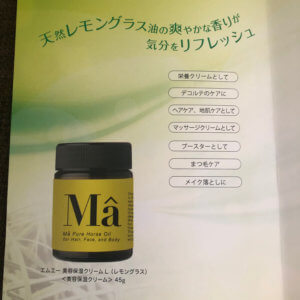 天然レモングラス油の爽やかな香りが
気分をリフレッシュ
栄養クリームとして
デコルテのケアに
ヘアケア、地肌ケアとして
マッサージクリームとして
ブースターとして
まつ毛ケア
メイク落としに
Mâ
Mâ Pure Horse Oil
for Hair, Face, and Body
エムエー 美容保湿クリーム L（レモングラス）
＜美容保湿クリーム＞ 45g